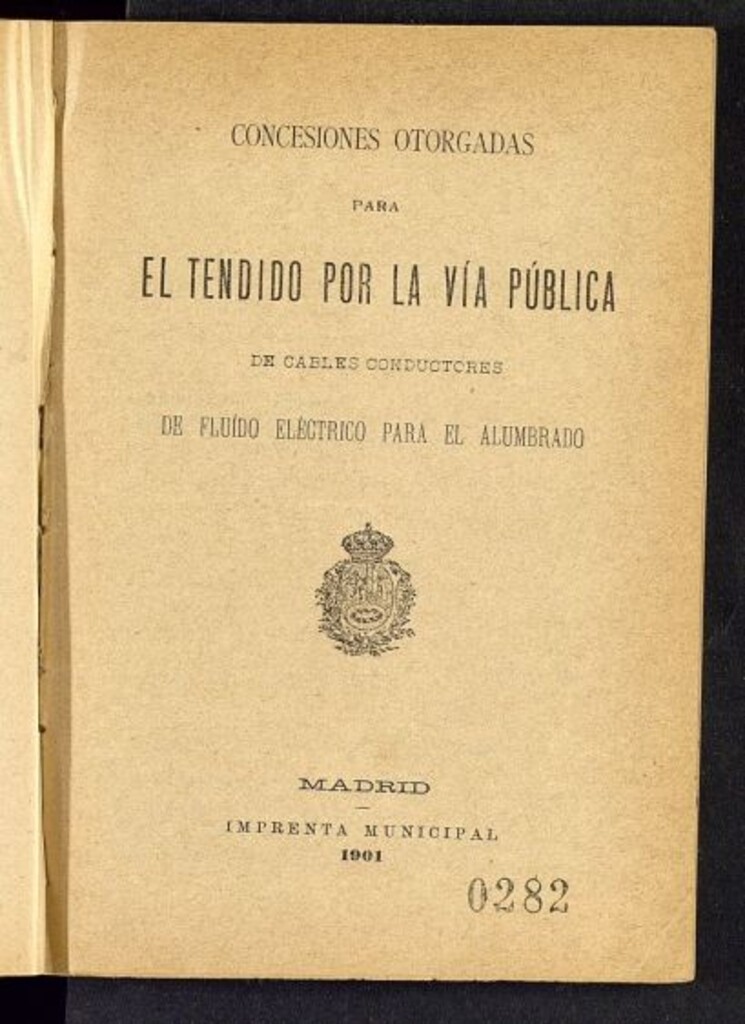 CONCESIONES OTORGADAS
PARA
EL TENDIDO POR LA VÍA PÚBLICA
DE CABLES CONDUCTORES
DE FLUÍDO ELÉCTRICO PARA EL ALUMBRADO
MADRID
IMPRENTA MUNICIPAL
1901
0282